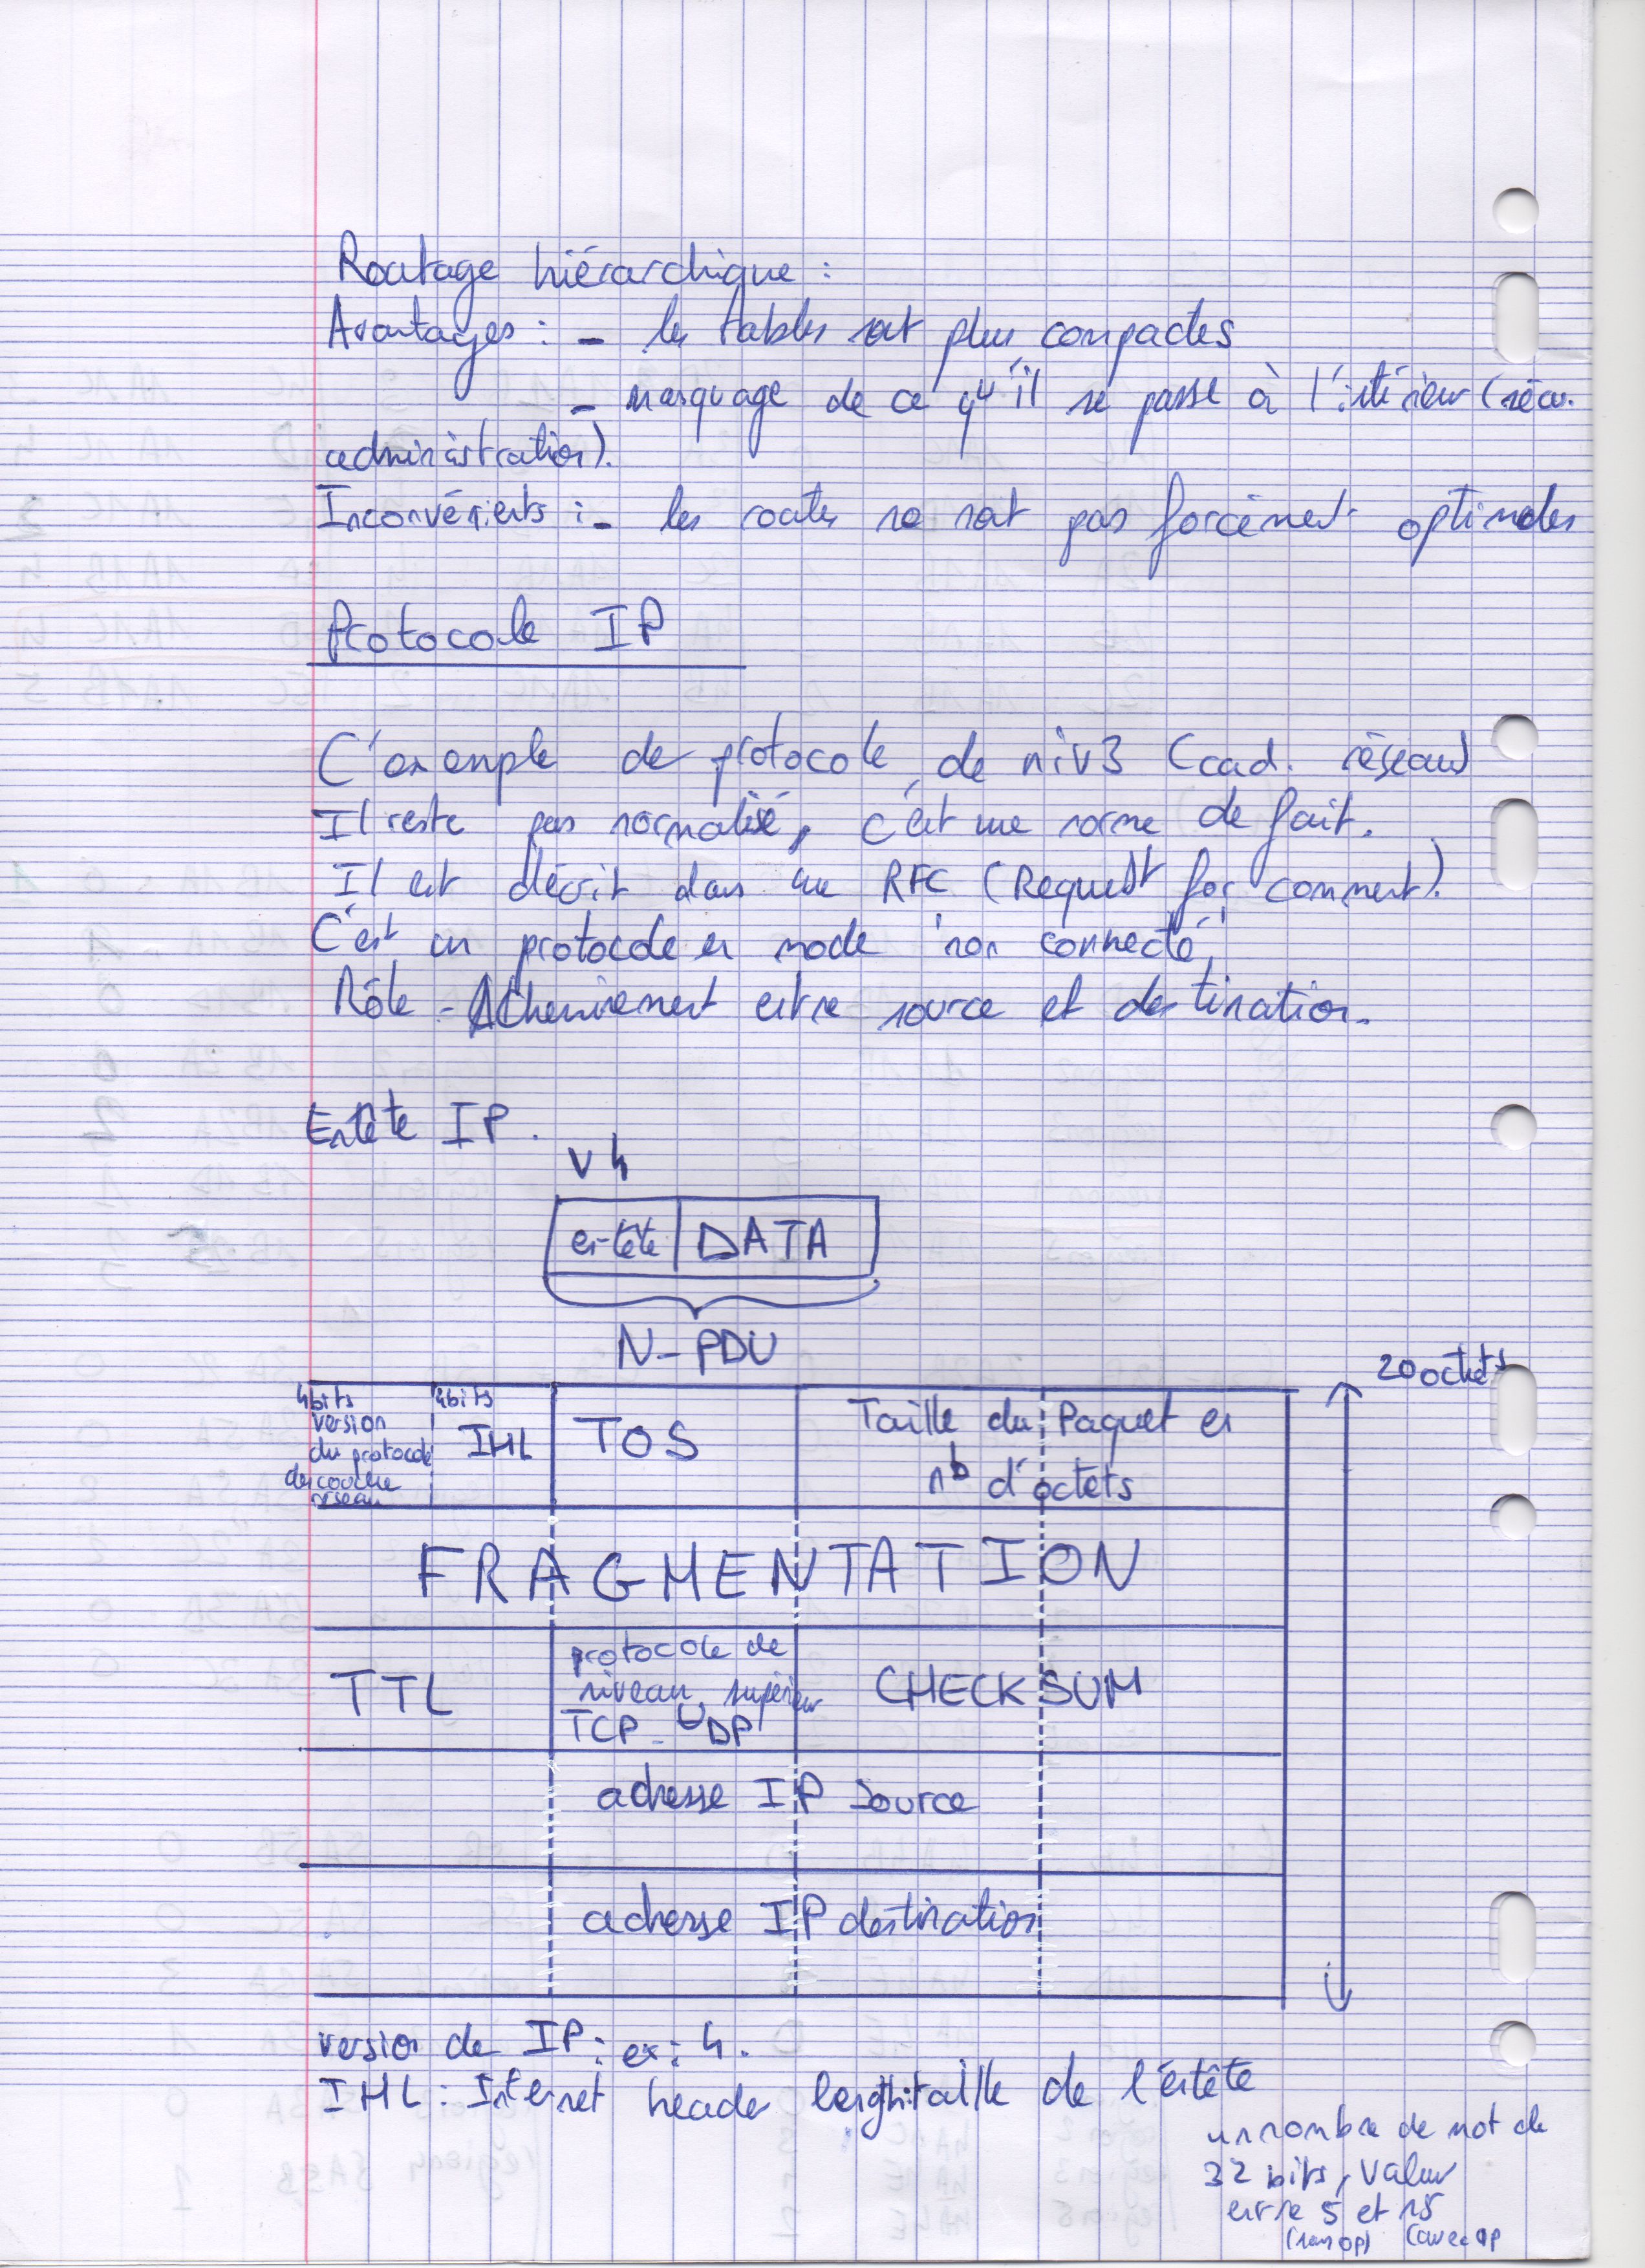 Routage hiérarchique :
Avantages : - les tables sont plus compactes
- masquage de ce qu'il se passe à l'intérieur (sécu.
administration).
Inconvénients : - les routes ne sont pas forcément optimales
Protocole IP
C'exemple de protocole de niv3 (cad. réseau)
Il reste pas normalisé, c'est une norme de fait.
Il est décrit dans une RFC (Request for comment).
C'est un protocole en mode "non connecté"
Rôle - Acheminement entre source et destination.
Entête IP.
v4
en-tête DATA
N-PDU
20 octets
4bits 4bits
version
du protocole
de couche
réseau
IHL TOS Taille du Paquet en
nb d'octets
FRAGMENTATION
TTL protocole de
niveau supérieur
TCP - UDP
CHECKSUM
adresse IP source
adresse IP destination
version de IP : ex : 4.
IHL : Internet header length : taille de l'entête
un nombre de mot de
32 bits, valeur
entre 5 et 15
(sans op) (avec op